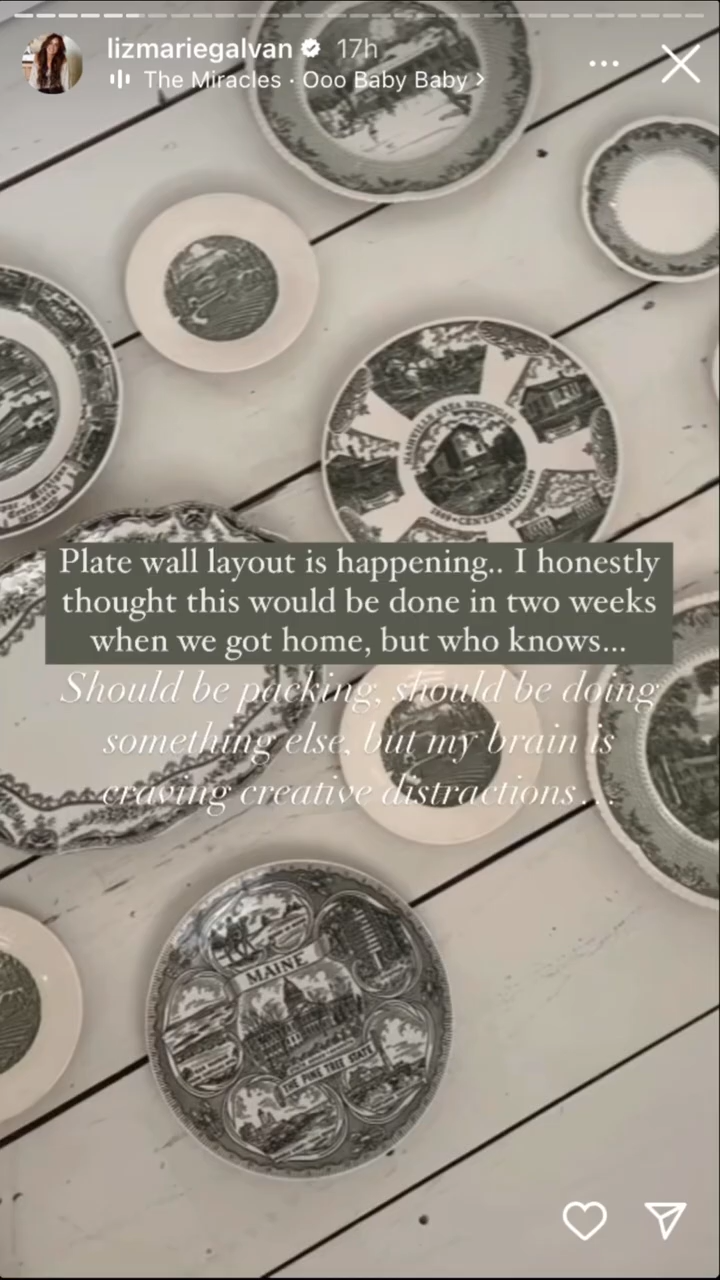 lizmariegalvan 17h
The Miracles · Ooo Baby Baby >
NASHVILLE AREA MICHIGAN
1869 • CENTENNIAL • 1969
Plate wall layout is happening.. I honestly
thought this would be done in two weeks
when we got home, but who knows...
Should be packing, should be doing
something else, but my brain is
craving creative distractions...
MAINE
THE PINE TREE STATE